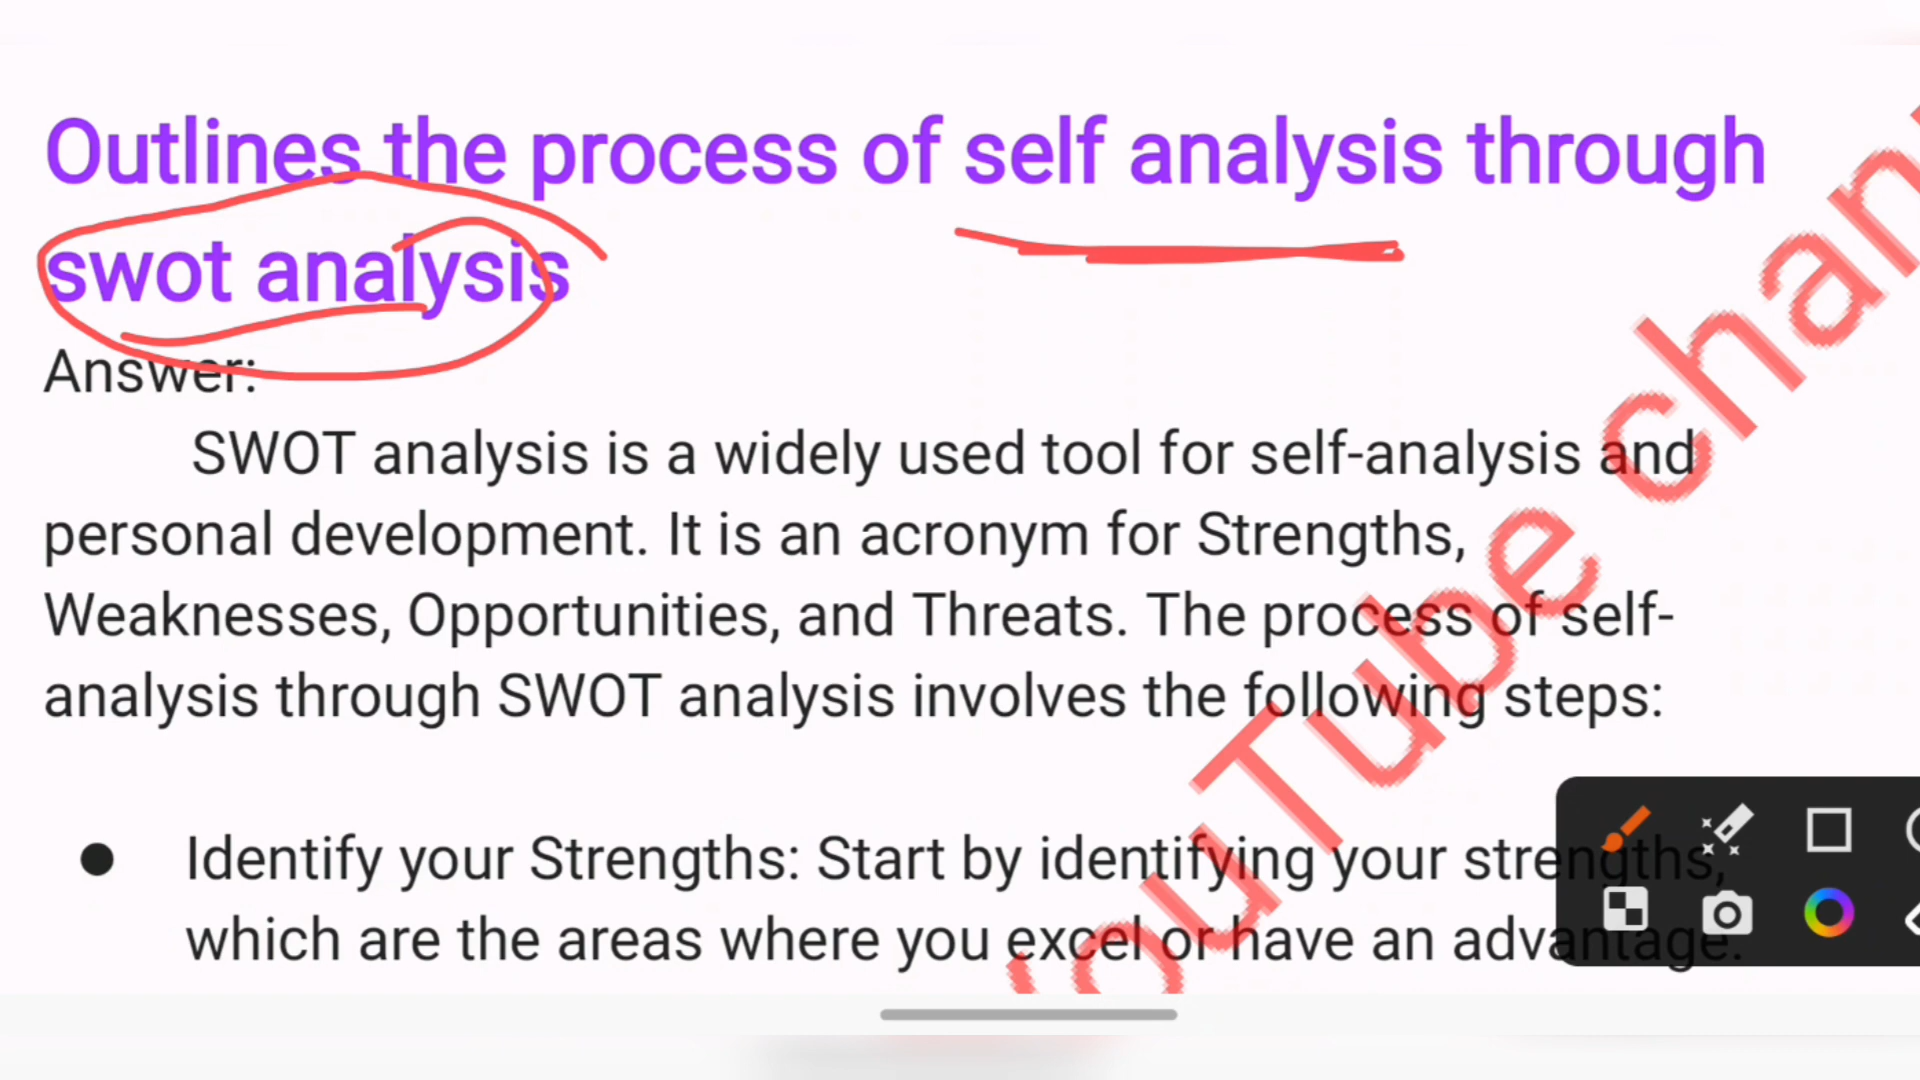 Outlines the process of self analysis through
swot analysis
Answer:
SWOT analysis is a widely used tool for self-analysis and
personal development. It is an acronym for Strengths,
Weaknesses, Opportunities, and Threats. The process of self-
analysis through SWOT analysis involves the following steps:
● Identify your Strengths: Start by identifying your strengths,
which are the areas where you excel or have an advantage.
ouTube chan